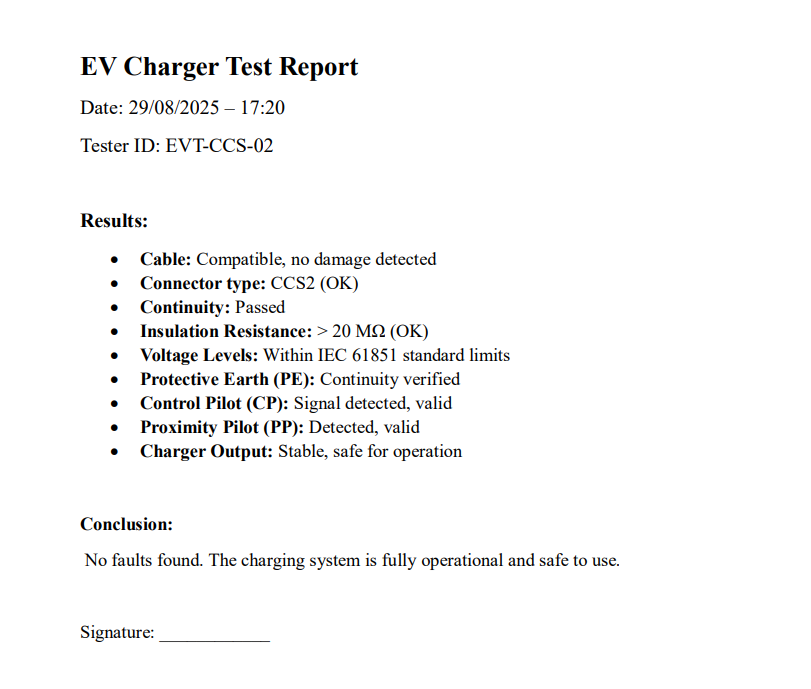 EV Charger Test Report
Date: 29/08/2025 – 17:20
Tester ID: EVT-CCS-02
Results:
• Cable: Compatible, no damage detected
• Connector type: CCS2 (OK)
• Continuity: Passed
• Insulation Resistance: > 20 MΩ (OK)
• Voltage Levels: Within IEC 61851 standard limits
• Protective Earth (PE): Continuity verified
• Control Pilot (CP): Signal detected, valid
• Proximity Pilot (PP): Detected, valid
• Charger Output: Stable, safe for operation
Conclusion:
No faults found. The charging system is fully operational and safe to use.
Signature: ____________